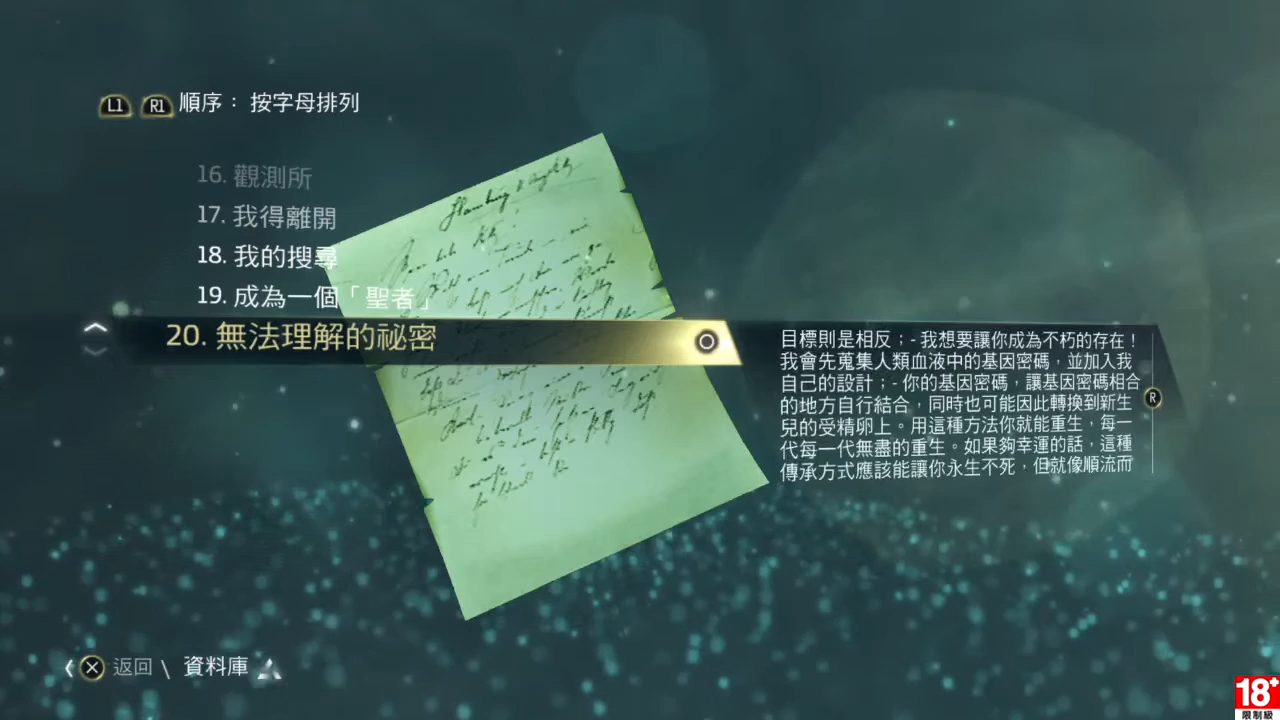 L1 R1 順序： 按字母排列
16. 觀測所
17. 我得離開
18. 我的搜尋
19. 成為一個「聖者」
20. 無法理解的祕密
目標則是相反；- 我想要讓你成為不朽的存在！
我會先蒐集人類血液中的基因密碼，並加入我
自己的設計；- 你的基因密碼，讓基因密碼相合
的地方自行結合，同時也可能因此轉換到新生
兒的受精卵上。用這種方法你就能重生，每一
代每一代無盡的重生。如果夠幸運的話，這種
傳承方式應該能讓你永生不死，但就像順流而
R
返回 \ 資料庫
18+
限制級